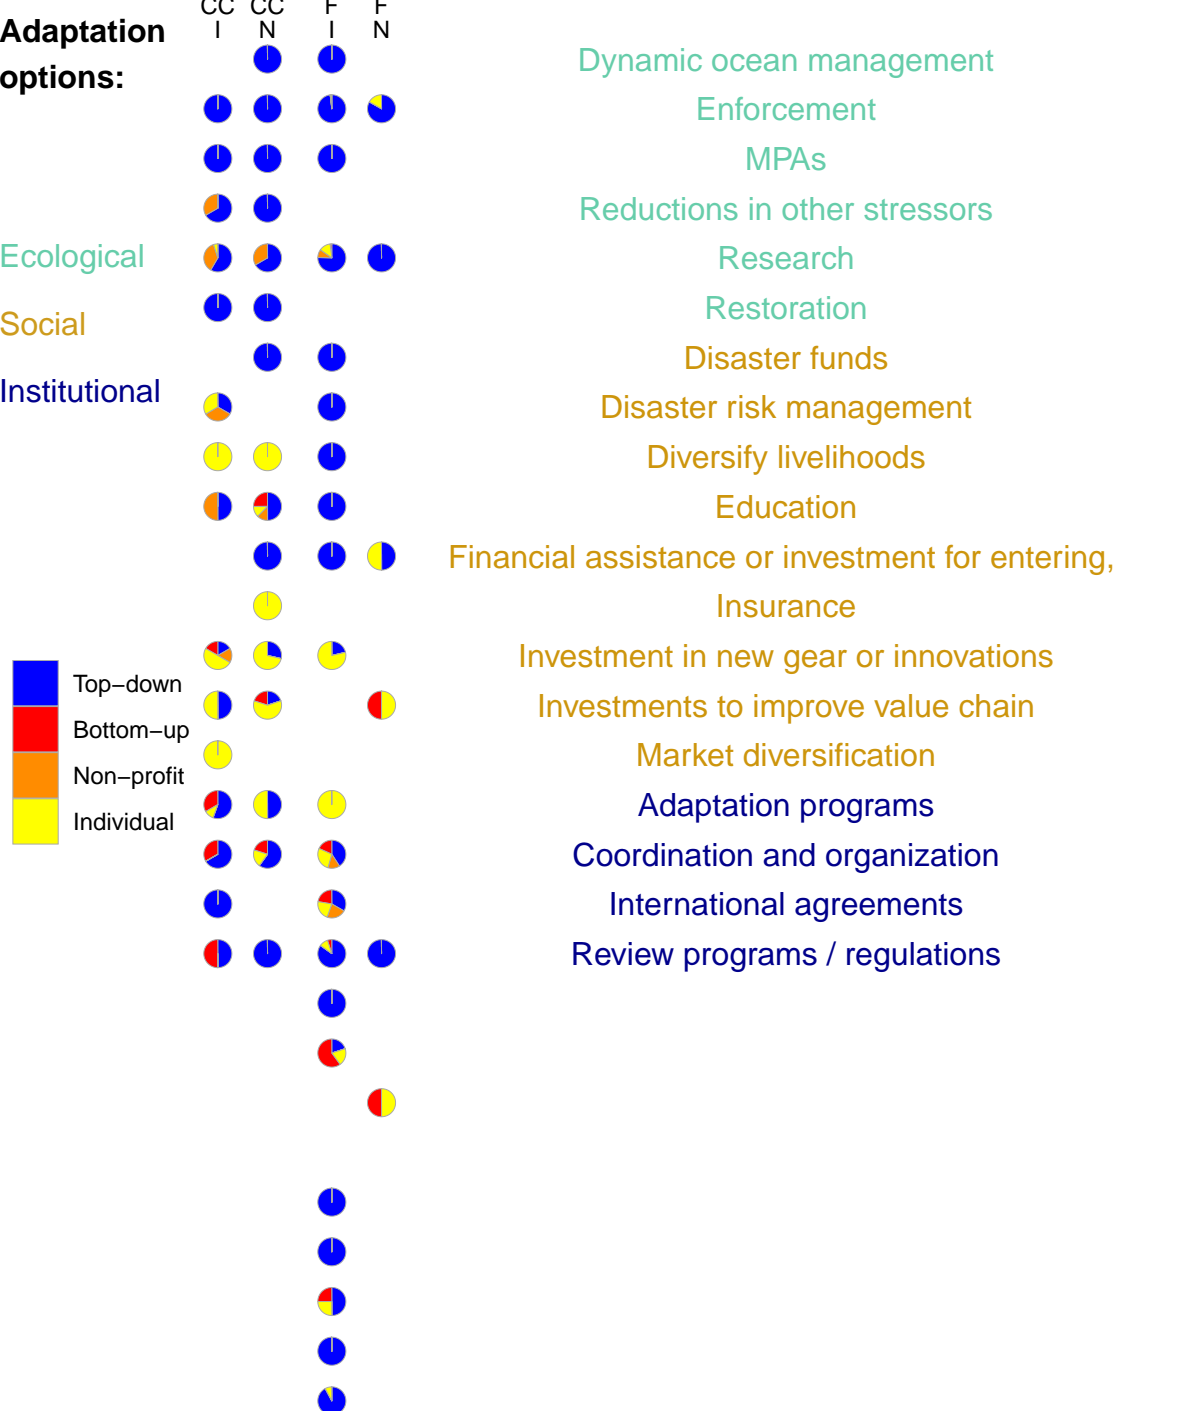 CC CC F F
Adaptation I N I N
options:
Dynamic ocean management
Enforcement
MPAs
Reductions in other stressors
Ecological
Research
Restoration
Social
Disaster funds
Institutional
Disaster risk management
Diversify livelihoods
Education
Financial assistance or investment for entering,
Insurance
Investment in new gear or innovations
Top−down
Investments to improve value chain
Bottom−up
Market diversification
Non−profit
Adaptation programs
Individual
Coordination and organization
International agreements
Review programs / regulations